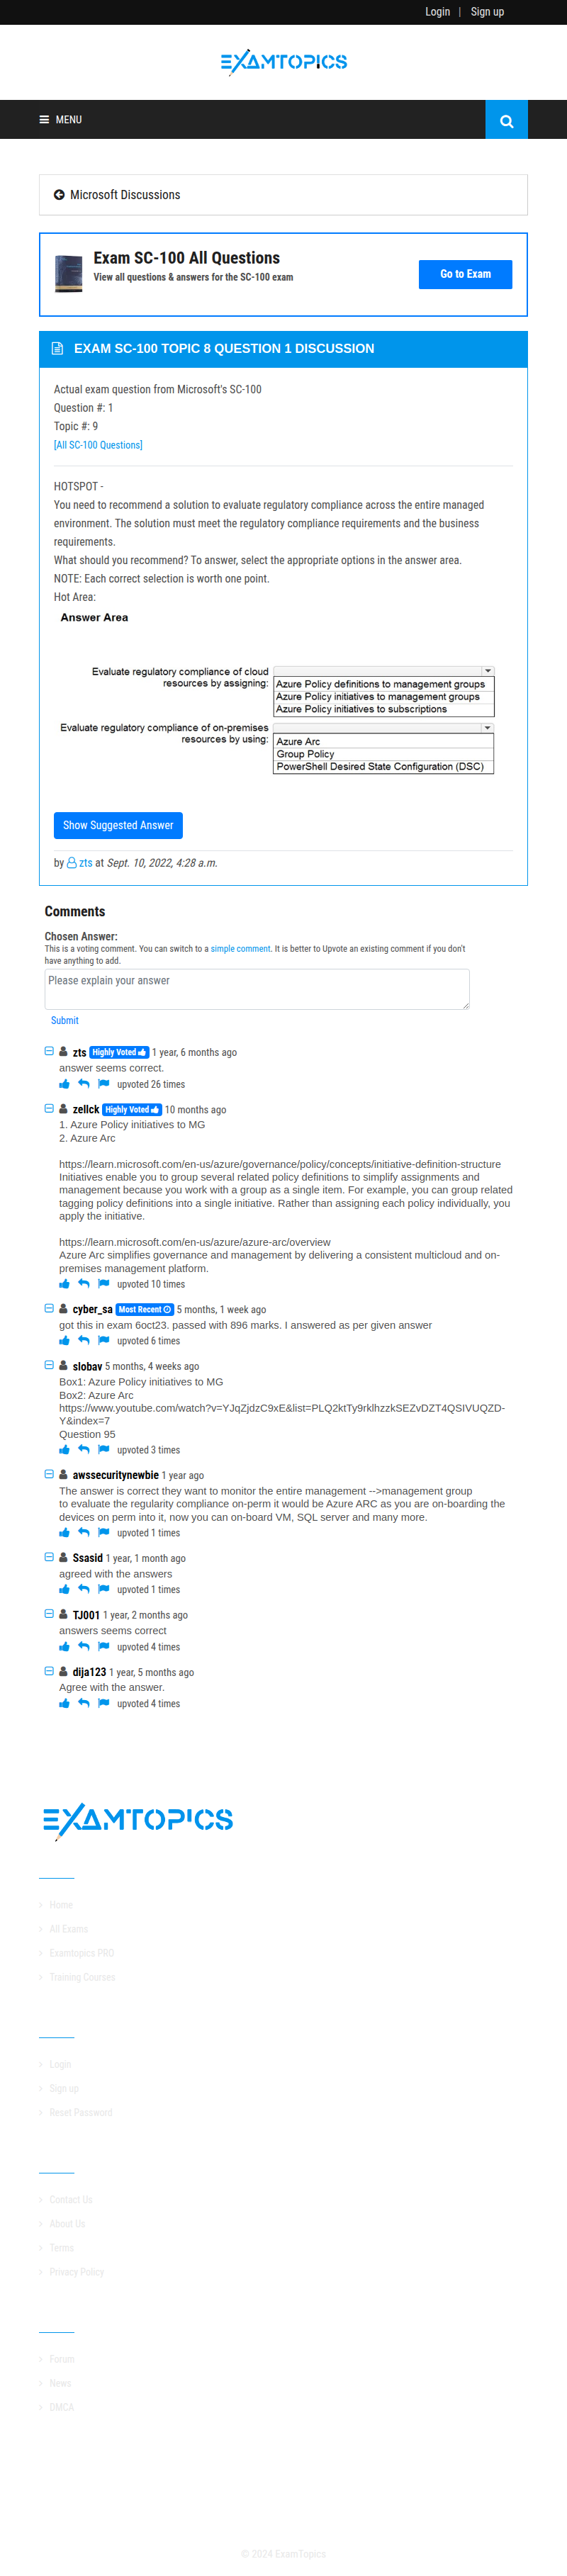 Login | Sign up
EXAMTOPICS
MENU
Microsoft Discussions
Exam SC-100 All Questions
View all questions & answers for the SC-100 exam
Go to Exam
EXAM SC-100 TOPIC 8 QUESTION 1 DISCUSSION
Actual exam question from Microsoft's SC-100
Question #: 1
Topic #: 9
[All SC-100 Questions]
HOTSPOT -
You need to recommend a solution to evaluate regulatory compliance across the entire managed
environment. The solution must meet the regulatory compliance requirements and the business
requirements.
What should you recommend? To answer, select the appropriate options in the answer area.
NOTE: Each correct selection is worth one point.
Hot Area:
Answer Area
Evaluate regulatory compliance of cloud
resources by assigning:
Azure Policy definitions to management groups
Azure Policy initiatives to management groups
Azure Policy initiatives to subscriptions
Evaluate regulatory compliance of on-premises
resources by using:
Azure Arc
Group Policy
PowerShell Desired State Configuration (DSC)
Show Suggested Answer
by zts at Sept. 10, 2022, 4:28 a.m.
Comments
Chosen Answer:
This is a voting comment. You can switch to a simple comment. It is better to Upvote an existing comment if you don't
have anything to add.
Please explain your answer
Submit
zts Highly Voted 1 year, 6 months ago
answer seems correct.
upvoted 26 times
zellck Highly Voted 10 months ago
1. Azure Policy initiatives to MG
2. Azure Arc
https://learn.microsoft.com/en-us/azure/governance/policy/concepts/initiative-definition-structure
Initiatives enable you to group several related policy definitions to simplify assignments and
management because you work with a group as a single item. For example, you can group related
tagging policy definitions into a single initiative. Rather than assigning each policy individually, you
apply the initiative.
https://learn.microsoft.com/en-us/azure/azure-arc/overview
Azure Arc simplifies governance and management by delivering a consistent multicloud and on-
premises management platform.
upvoted 10 times
cyber_sa Most Recent 5 months, 1 week ago
got this in exam 6oct23. passed with 896 marks. I answered as per given answer
upvoted 6 times
slobav 5 months, 4 weeks ago
Box1: Azure Policy initiatives to MG
Box2: Azure Arc
https://www.youtube.com/watch?v=YJqZjdzC9xE&list=PLQ2ktTy9rklhzzkSEZvDZT4QSIVUQZD-
Y&index=7
Question 95
upvoted 3 times
awssecuritynewbie 1 year ago
The answer is correct they want to monitor the entire management -->management group
to evaluate the regularity compliance on-perm it would be Azure ARC as you are on-boarding the
devices on perm into it, now you can on-board VM, SQL server and many more.
upvoted 1 times
Ssasid 1 year, 1 month ago
agreed with the answers
upvoted 1 times
TJ001 1 year, 2 months ago
answers seems correct
upvoted 4 times
dija123 1 year, 5 months ago
Agree with the answer.
upvoted 4 times
EXAMTOPICS
Home
All Exams
Examtopics PRO
Training Courses
Login
Sign up
Reset Password
Contact Us
About Us
Terms
Privacy Policy
Forum
News
DMCA
© 2024 ExamTopics